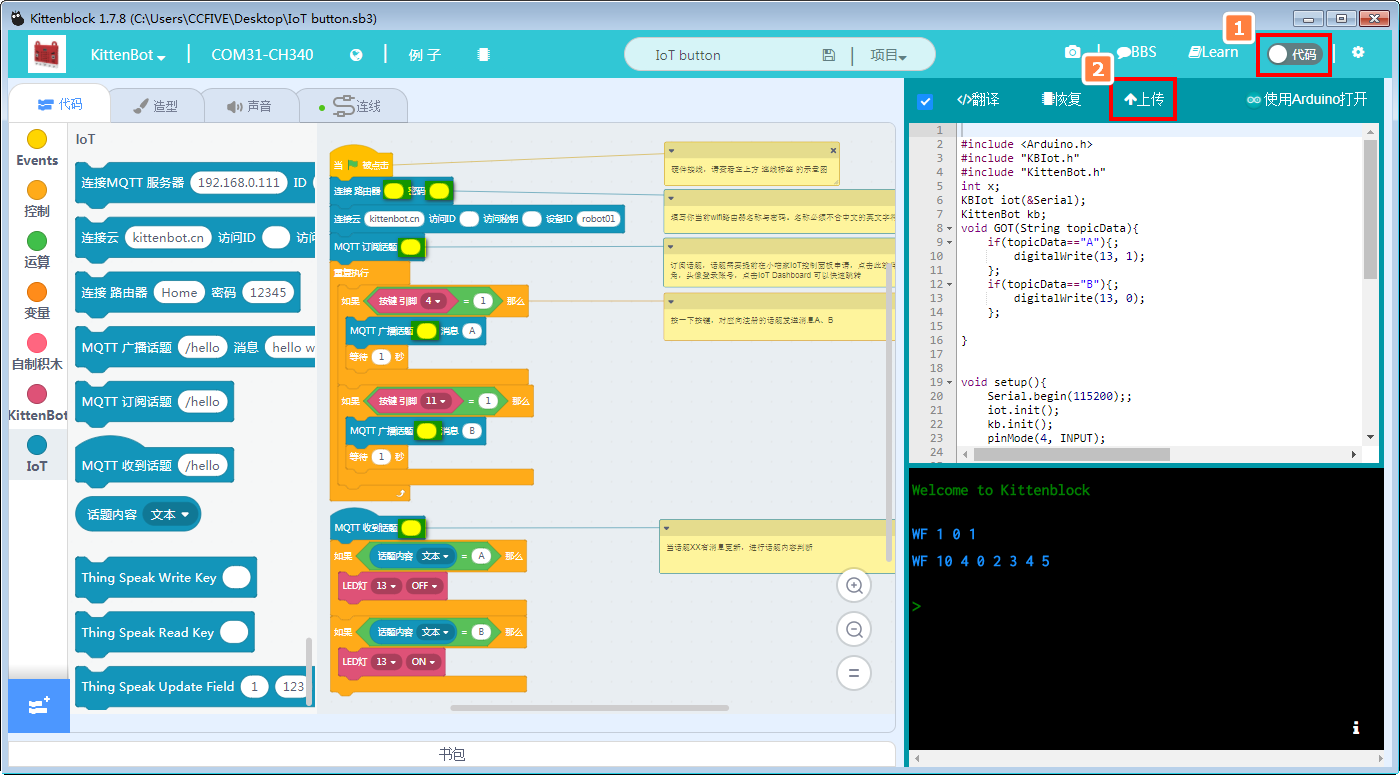 Kittenblock 1.7.8 (C:\Users\CCFIVE\Desktop\IoT button.sb3)
1
KittenBot
COM31-CH340
例子
IoT button
项目
BBS
Learn
代码
2
代码
造型
声音
连线
翻译
恢复
上传
使用Arduino打开
Events
控制
运算
变量
自制积木
KittenBot
IoT
IoT
连接MQTT 服务器 192.168.0.111 ID
连接云 kittenbot.cn 访问ID 访问
连接 路由器 Home 密码 12345
MQTT 广播话题 /hello 消息 hello w
MQTT 订阅话题 /hello
MQTT 收到话题 /hello
话题内容 文本
Thing Speak Write Key
Thing Speak Read Key
Thing Speak Update Field 1 123
当 被点击
连接 路由器 密码
连接云 kittenbot.cn 访问ID 访问秘钥 设备ID robot01
MQTT 订阅话题
重复执行
如果 按键 引脚 4 = 1 那么
MQTT 广播话题 消息 A
等待 1 秒
如果 按键 引脚 11 = 1 那么
MQTT 广播话题 消息 B
等待 1 秒
MQTT 收到话题
如果 话题内容 文本 = A 那么
LED灯 13 OFF
如果 话题内容 文本 = B 那么
LED灯 13 ON
硬件接线，请查看左上方 连线标签 的示意图
填写你当前wifi路由器名称与密码，名称必须不含中文的英文字符
订阅话题，话题需要提前在小喵家IoT控制面板申请，点击
角，头像登录账号，点击IoT Dashboard 可以快速跳转
按一下按键，对应向注册的话题发送消息A、B
当话题XX有消息更新，进行话题内容判断
书包
1
2 #include <Arduino.h>
3 #include "KBIot.h"
4 #include "KittenBot.h"
5 int x;
6 KBIot iot(&Serial);
7 KittenBot kb;
8 void GOT(String topicData){
9 if(topicData=="A"){;
10 digitalWrite(13, 1);
11 };
12 if(topicData=="B"){;
13 digitalWrite(13, 0);
14 };
15
16 }
17
18
19 void setup(){
20 Serial.begin(115200);;
21 iot.init();
22 kb.init();
23 pinMode(4, INPUT);
24
Welcome to Kittenblock
WF 1 0 1
WF 10 4 0 2 3 4 5
>